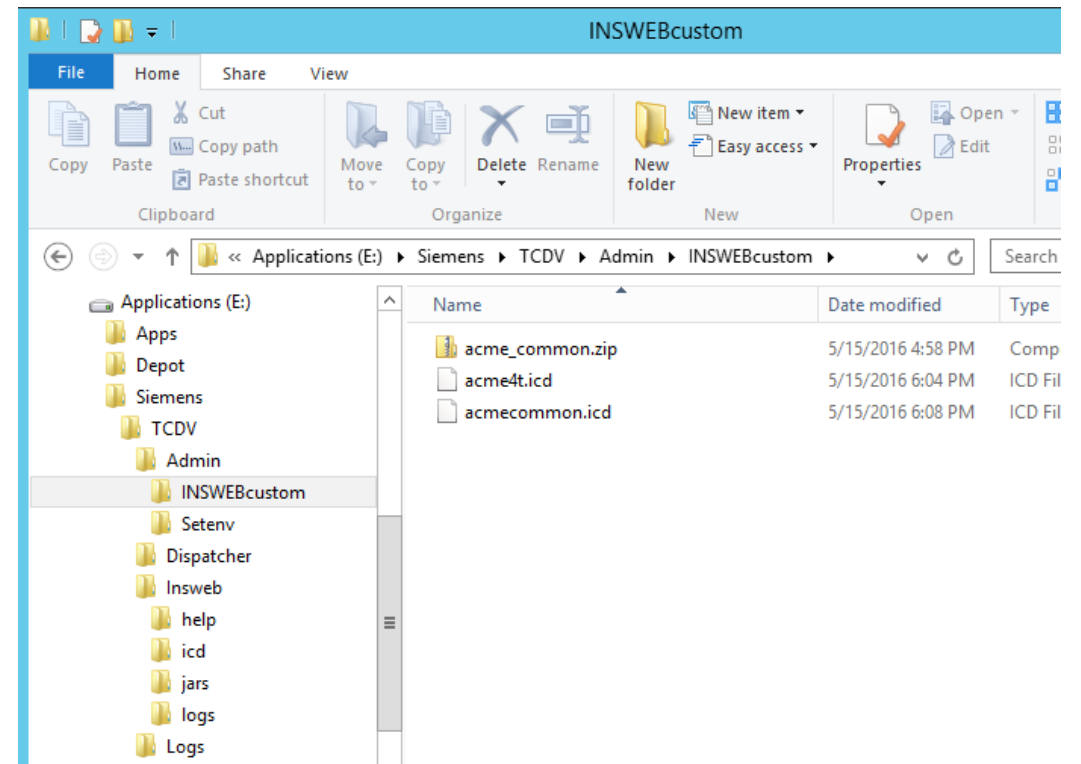 INSWEBcustom
File Home Share View
Copy Paste Cut Copy path Paste shortcut Move to Copy to Delete Rename New folder New item Easy access Properties Open Edit
Clipboard Organize New Open
« Applications (E:) Siemens TCDV Admin INSWEBcustom Search
Applications (E:)
Apps
Depot
Siemens
TCDV
Admin
INSWEBcustom
Setenv
Dispatcher
Insweb
help
icd
jars
logs
Logs
Name Date modified Type
acme_common.zip 5/15/2016 4:58 PM Comp
acme4t.icd 5/15/2016 6:04 PM ICD Fil
acmecommon.icd 5/15/2016 6:08 PM ICD Fil